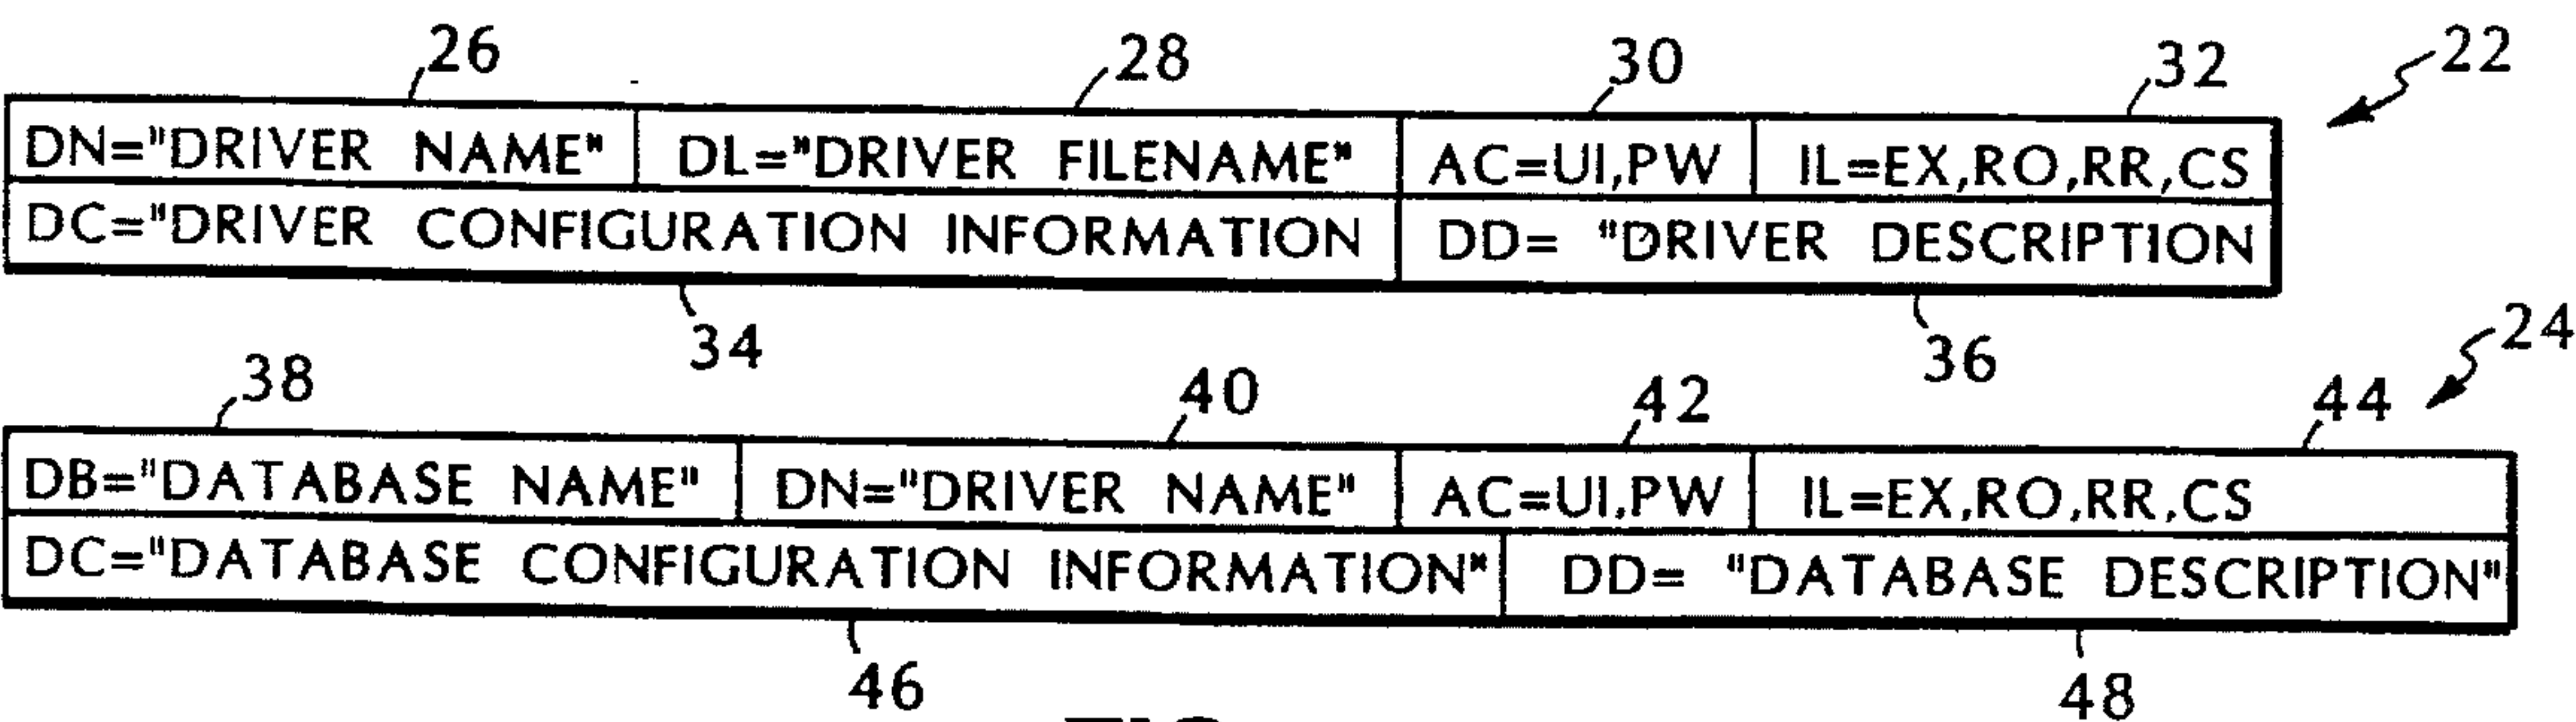 26 28 30 32 22
DN="DRIVER NAME" DL="DRIVER FILENAME" AC=UI,PW IL=EX,RO,RR,CS
DC="DRIVER CONFIGURATION INFORMATION DD= "DRIVER DESCRIPTION
34 36 24
38 40 42 44
DB="DATABASE NAME" DN="DRIVER NAME" AC=UI,PW IL=EX,RO,RR,CS
DC="DATABASE CONFIGURATION INFORMATION" DD= "DATABASE DESCRIPTION"
46 48